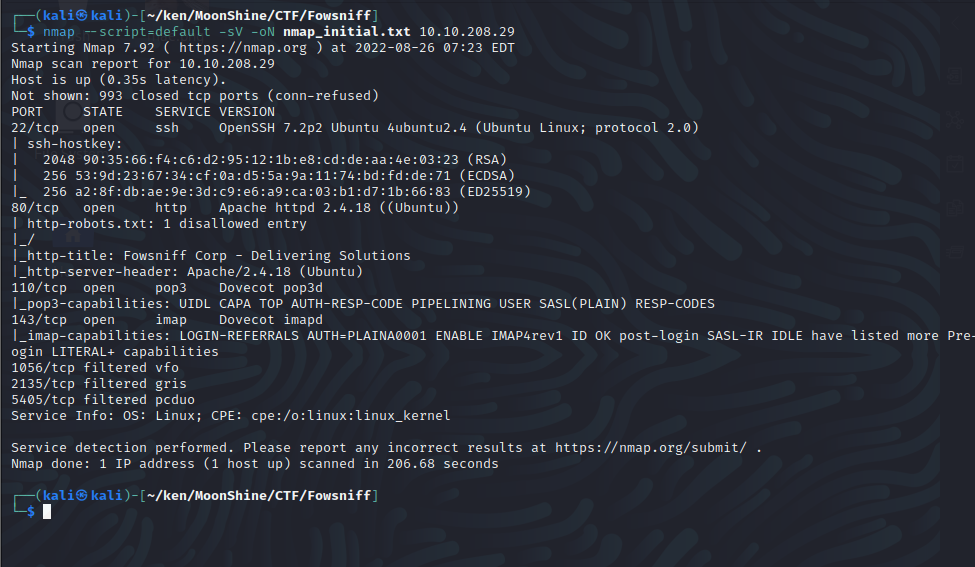 ┌──(kali㉿kali)-[~/ken/MoonShine/CTF/Fowsniff]
└─$ nmap --script=default -sV -oN nmap_initial.txt 10.10.208.29
Starting Nmap 7.92 ( https://nmap.org ) at 2022-08-26 07:23 EDT
Nmap scan report for 10.10.208.29
Host is up (0.35s latency).
Not shown: 993 closed tcp ports (conn-refused)
PORT     STATE    SERVICE VERSION
22/tcp   open     ssh     OpenSSH 7.2p2 Ubuntu 4ubuntu2.4 (Ubuntu Linux; protocol 2.0)
| ssh-hostkey:
|   2048 90:35:66:f4:c6:d2:95:12:1b:e8:cd:de:aa:4e:03:23 (RSA)
|   256 53:9d:23:67:34:cf:0a:d5:5a:9a:11:74:bd:fd:de:71 (ECDSA)
|_  256 a2:8f:db:ae:9e:3d:c9:e6:a9:ca:03:b1:d7:1b:66:83 (ED25519)
80/tcp   open     http    Apache httpd 2.4.18 ((Ubuntu))
| http-robots.txt: 1 disallowed entry
|_/
|_http-title: Fowsniff Corp - Delivering Solutions
|_http-server-header: Apache/2.4.18 (Ubuntu)
110/tcp  open     pop3    Dovecot pop3d
|_pop3-capabilities: UIDL CAPA TOP AUTH-RESP-CODE PIPELINING USER SASL(PLAIN) RESP-CODES
143/tcp  open     imap    Dovecot imapd
|_imap-capabilities: LOGIN-REFERRALS AUTH=PLAINA0001 ENABLE IMAP4rev1 ID OK post-login SASL-IR IDLE have listed more Pre-
ogin LITERAL+ capabilities
1056/tcp filtered vfo
2135/tcp filtered gris
5405/tcp filtered pcduo
Service Info: OS: Linux; CPE: cpe:/o:linux:linux_kernel

Service detection performed. Please report any incorrect results at https://nmap.org/submit/ .
Nmap done: 1 IP address (1 host up) scanned in 206.68 seconds

┌──(kali㉿kali)-[~/ken/MoonShine/CTF/Fowsniff]
└─$